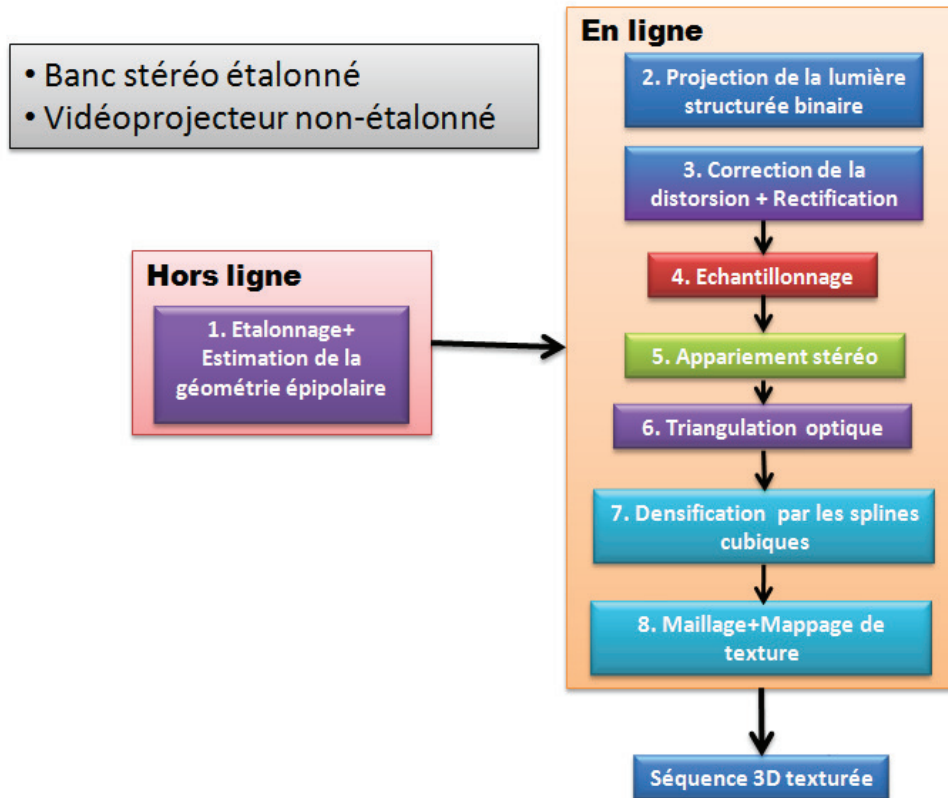 • Banc stéréo étalonné
• Vidéoprojecteur non-étalonné
Hors ligne
1. Etalonnage+
Estimation de la
géométrie épipolaire
En ligne
2. Projection de la lumière
structurée binaire
3. Correction de la
distorsion + Rectification
4. Echantillonnage
5. Appariement stéréo
6. Triangulation optique
7. Densification par les splines
cubiques
8. Maillage+Mappage de
texture
Séquence 3D texturée